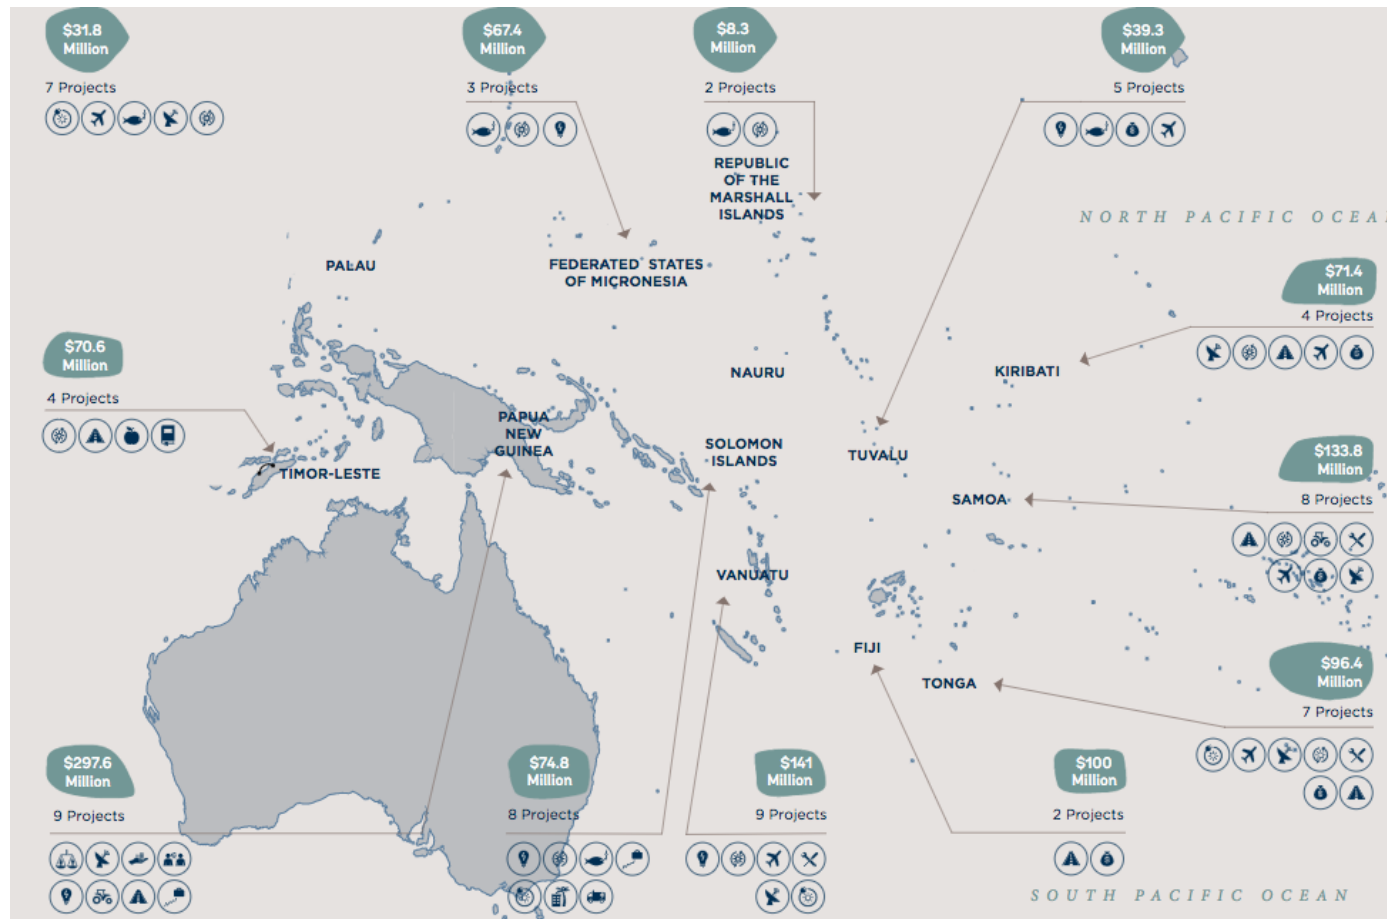 $31.8
Million
7 Projects
$67.4
Million
3 Projects
$8.3
Million
2 Projects
$39.3
Million
5 Projects
REPUBLIC
OF THE
MARSHALL
ISLANDS
NORTH PACIFIC OCEA
PALAU
FEDERATED STATES
OF MICRONESIA
$71.4
Million
4 Projects
$70.6
Million
4 Projects
NAURU
KIRIBATI
PAPUA
NEW
GUINEA
SOLOMON
ISLANDS
TUVALU
TIMOR-LESTE
$133.8
Million
8 Projects
SAMOA
VANUATU
FIJI
TONGA
$96.4
Million
7 Projects
$297.6
Million
9 Projects
$74.8
Million
8 Projects
$141
Million
9 Projects
$100
Million
2 Projects
SOUTH PACIFIC OCEAN